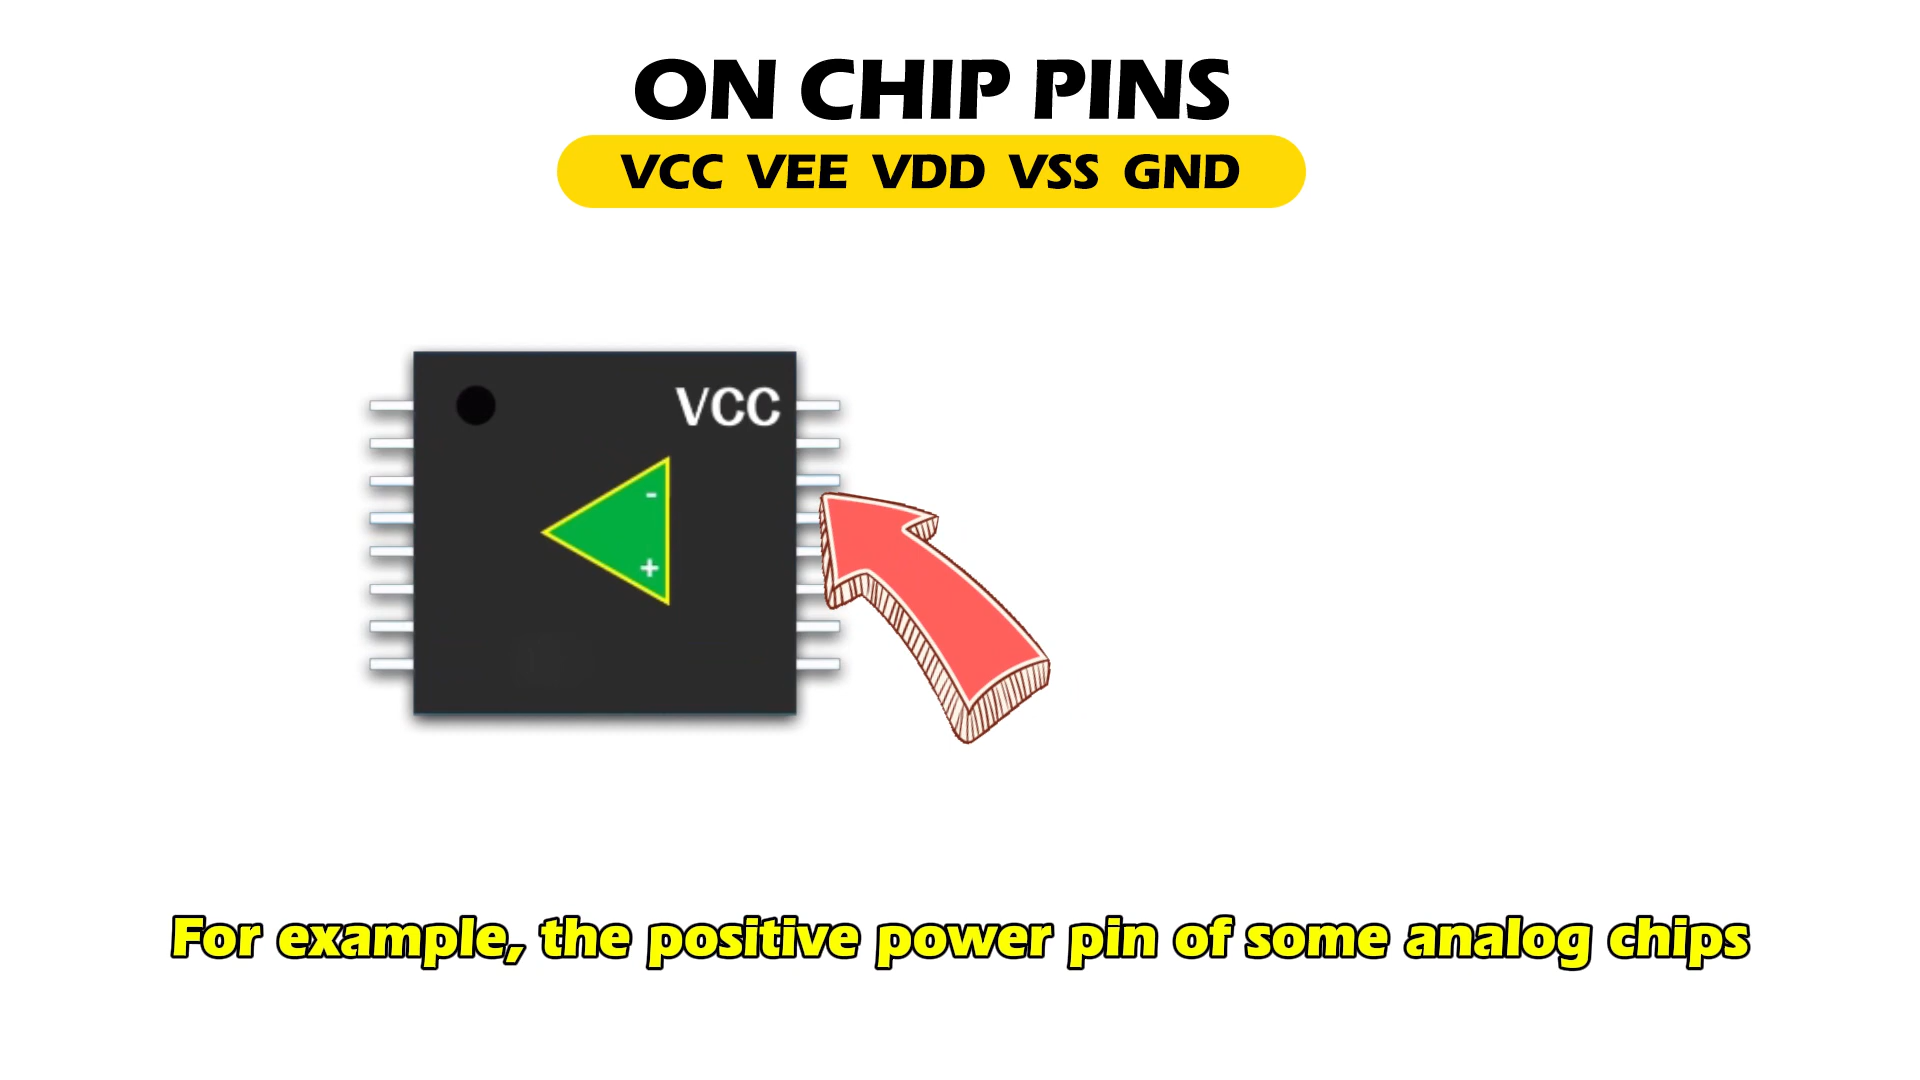 ON CHIP PINS
VCC VEE VDD VSS GND
VCC
-
+
For example, the positive power pin of some analog chips